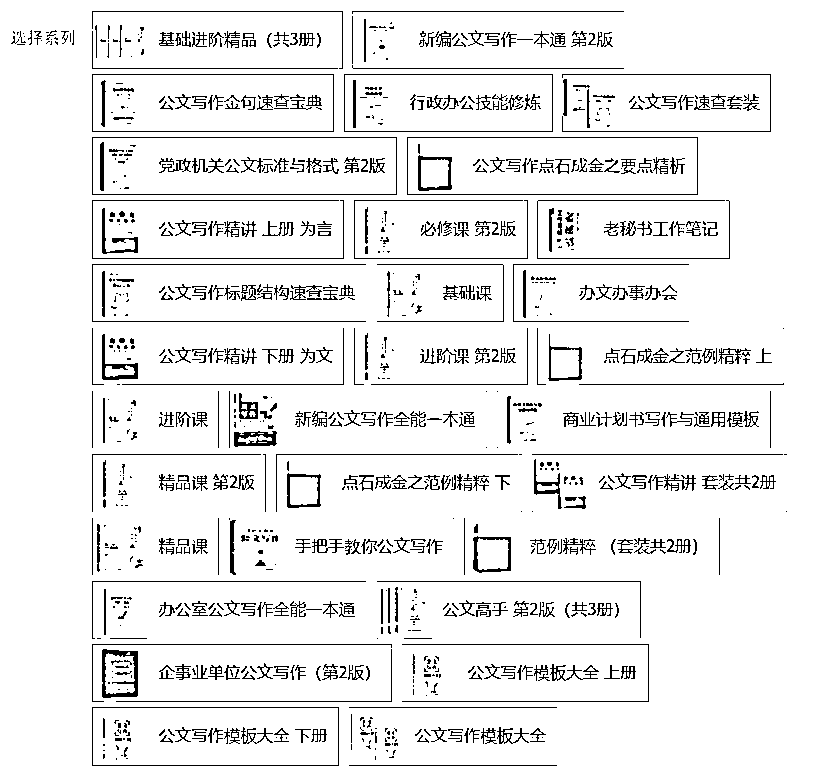 选择系列 基础进阶精品（共3册） 新编公文写作一本通 第2版
公文写作金句速查宝典 行政办公技能修炼 公文写作速查套装
党政机关公文标准与格式 第2版 公文写作点石成金之要点精析
公文写作精讲 上册 为言 必修课 第2版 老秘书工作笔记
公文写作标题结构速查宝典 基础课 办文办事办会
公文写作精讲 下册 为文 进阶课 第2版 点石成金之范例精粹 上
进阶课 新编公文写作全能一本通 商业计划书写作与通用模板
精品课 第2版 点石成金之范例精粹 下 公文写作精讲 套装共2册
精品课 手把手教你公文写作 范例精粹 （套装共2册）
办公室公文写作全能一本通 公文高手 第2版（共3册）
企事业单位公文写作（第2版） 公文写作模板大全 上册
公文写作模板大全 下册 公文写作模板大全